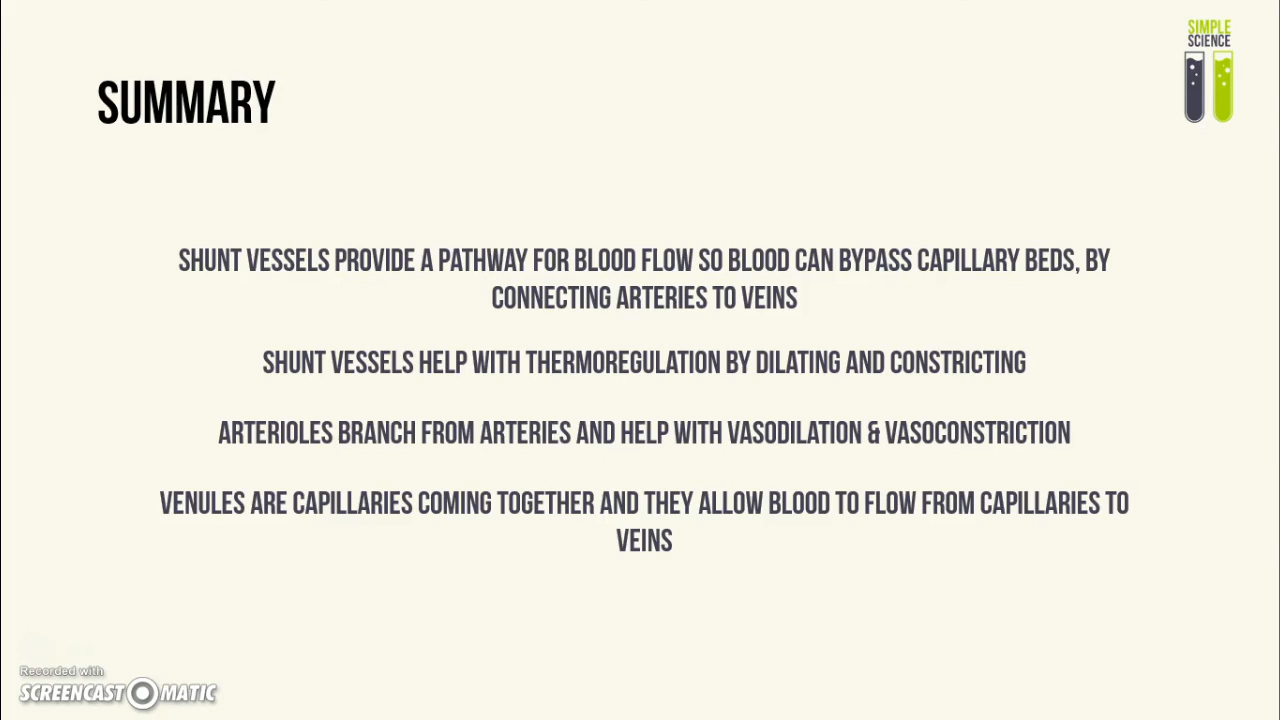 SIMPLE
SCIENCE
SUMMARY
SHUNT VESSELS PROVIDE A PATHWAY FOR BLOOD FLOW SO BLOOD CAN BYPASS CAPILLARY BEDS, BY
CONNECTING ARTERIES TO VEINS
SHUNT VESSELS HELP WITH THERMOREGULATION BY DILATING AND CONSTRICTING
ARTERIOLES BRANCH FROM ARTERIES AND HELP WITH VASODILATION & VASOCONSTRICTION
VENULES ARE CAPILLARIES COMING TOGETHER AND THEY ALLOW BLOOD TO FLOW FROM CAPILLARIES TO
VEINS
Recorded with
SCREENCAST MATIC